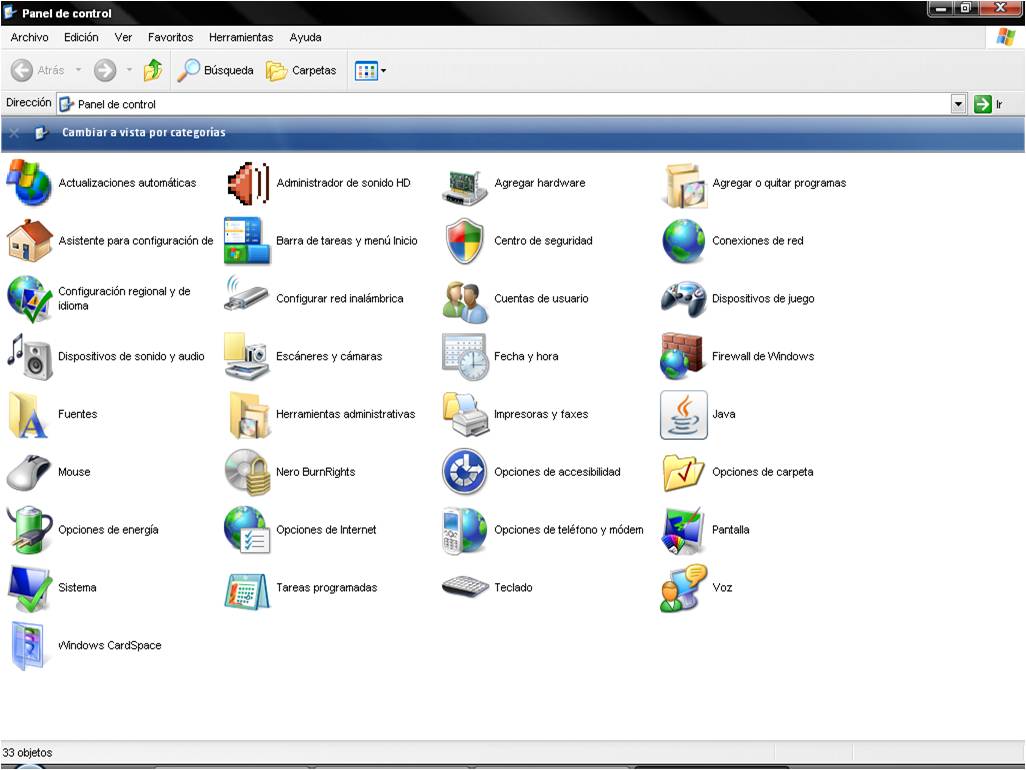 Panel de control
Archivo Edición Ver Favoritos Herramientas Ayuda
Atrás Búsqueda Carpetas
Dirección Panel de control Ir
Cambiar a vista por categorías
Actualizaciones automáticas
Administrador de sonido HD
Agregar hardware
Agregar o quitar programas
Asistente para configuración de
Barra de tareas y menú Inicio
Centro de seguridad
Conexiones de red
Configuración regional y de
idioma
Configurar red inalámbrica
Cuentas de usuario
Dispositivos de juego
Dispositivos de sonido y audio
Escáneres y cámaras
Fecha y hora
Firewall de Windows
Fuentes
Herramientas administrativas
Impresoras y faxes
Java
Mouse
Nero BurnRights
Opciones de accesibilidad
Opciones de carpeta
Opciones de energía
Opciones de Internet
Opciones de teléfono y módem
Pantalla
Sistema
Tareas programadas
Teclado
Voz
Windows CardSpace
33 objetos